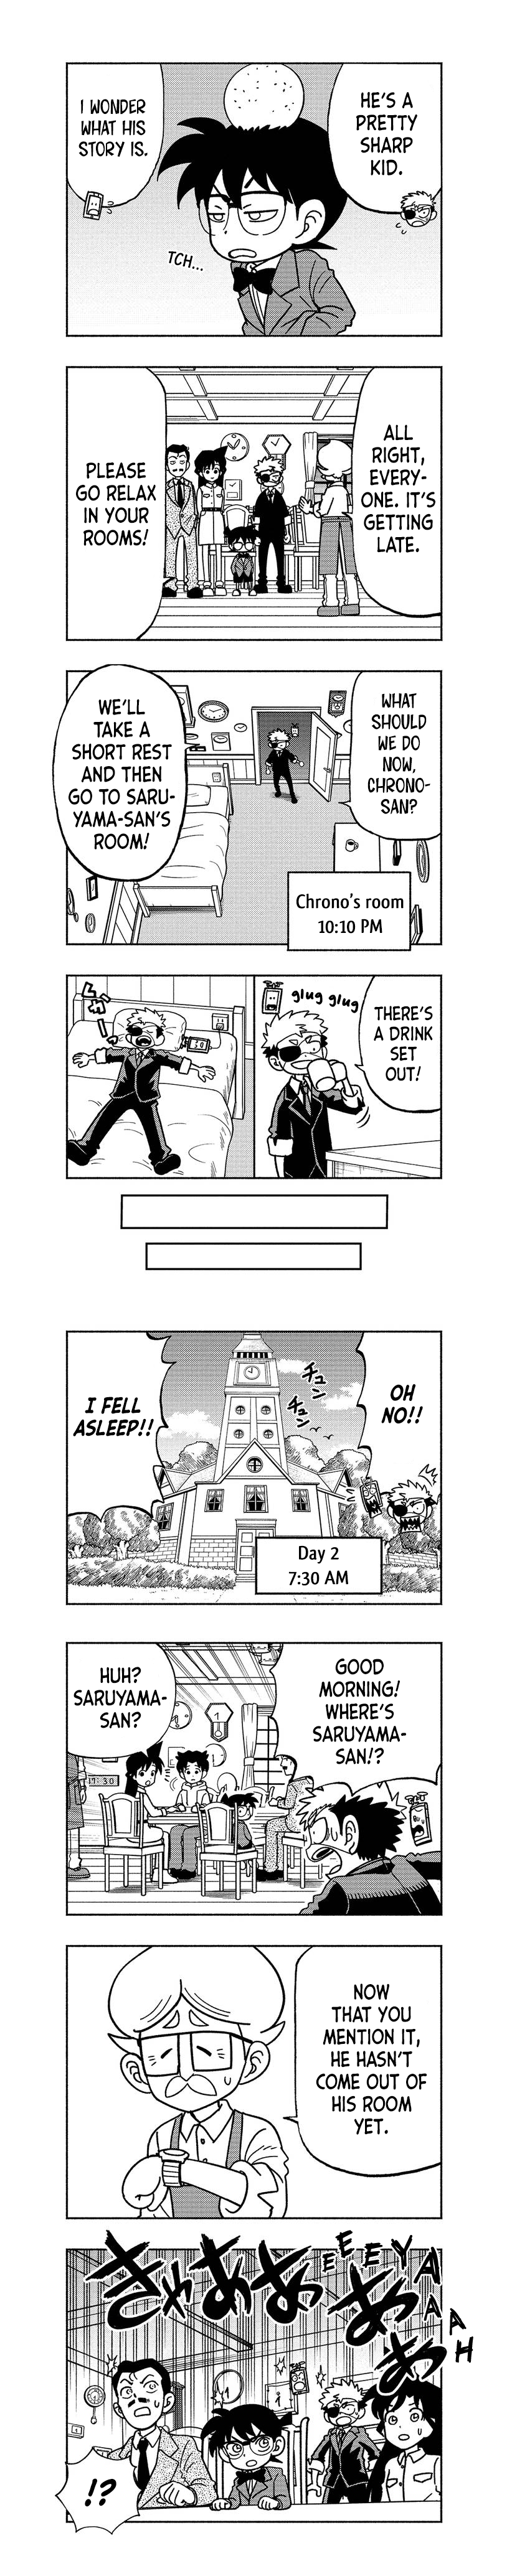 HE'S A
PRETTY
SHARP
KID.
I WONDER
WHAT HIS
STORY IS.
TCH...
ALL
RIGHT,
EVERY-
ONE. IT'S
GETTING
LATE.
PLEASE
GO RELAX
IN YOUR
ROOMS!
WHAT
SHOULD
WE DO
NOW,
CHRONO-
SAN?
WE'LL
TAKE A
SHORT REST
AND THEN
GO TO SARU-
YAMA-SAN'S
ROOM!
Chrono's room
10:10 PM
THERE'S
A DRINK
SET
OUT!
glug glug
OH
NO!!
I FELL
ASLEEP!!
チュン
チュン
Day 2
7:30 AM
GOOD
MORNING!
WHERE'S
SARUYAMA-
SAN!?
HUH?
SARUYAMA-
SAN?
17:30
NOW
THAT YOU
MENTION IT,
HE HASN'T
COME OUT OF
HIS ROOM
YET.
きゃああああ
EEEEYAAAH
!?